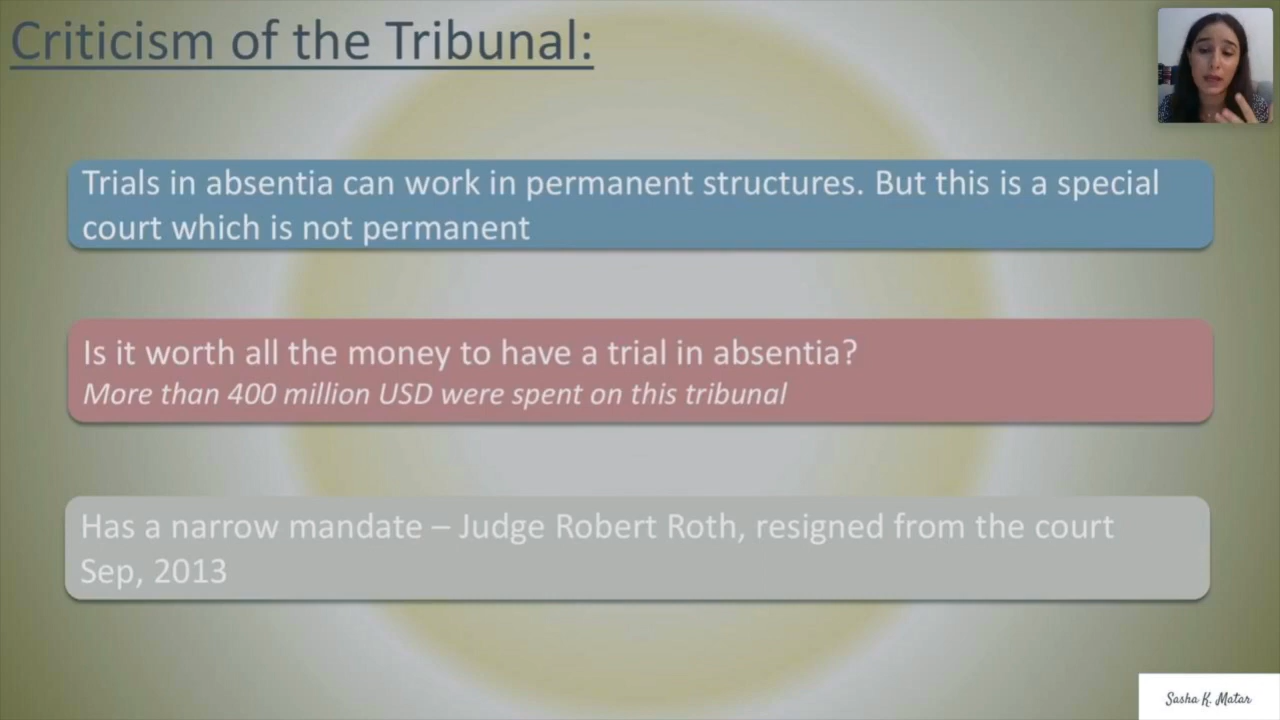 Criticism of the Tribunal:
Trials in absentia can work in permanent structures. But this is a special
court which is not permanent
Is it worth all the money to have a trial in absentia?
More than 400 million USD were spent on this tribunal
Has a narrow mandate – Judge Robert Roth, resigned from the court
Sep, 2013
Sasha K. Matar